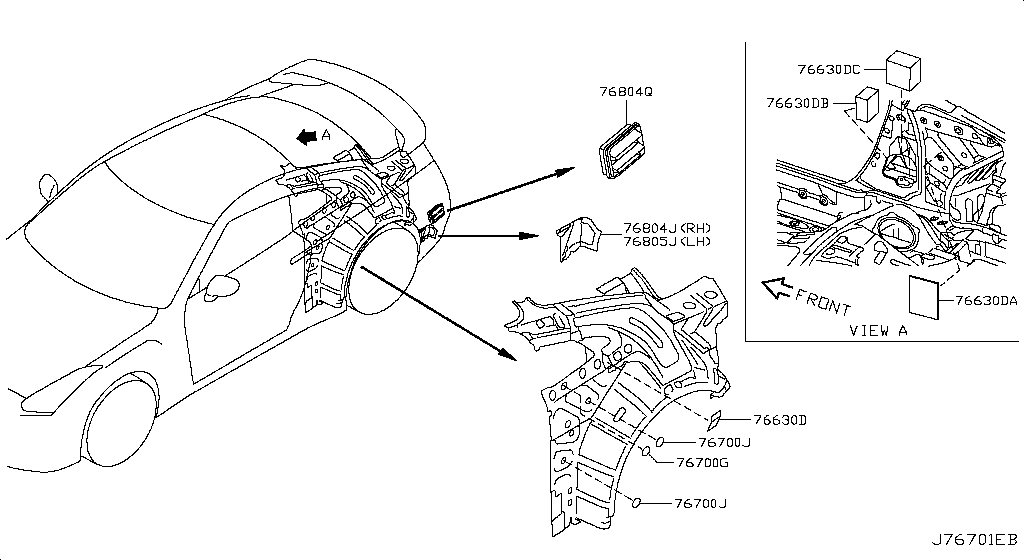 76804Q
A
76804J(RH)
76805J(LH)
76630DC
76630DB
76630DA
FRONT
VIEW A
76630D
76700J
76700G
76700J
J76701EB